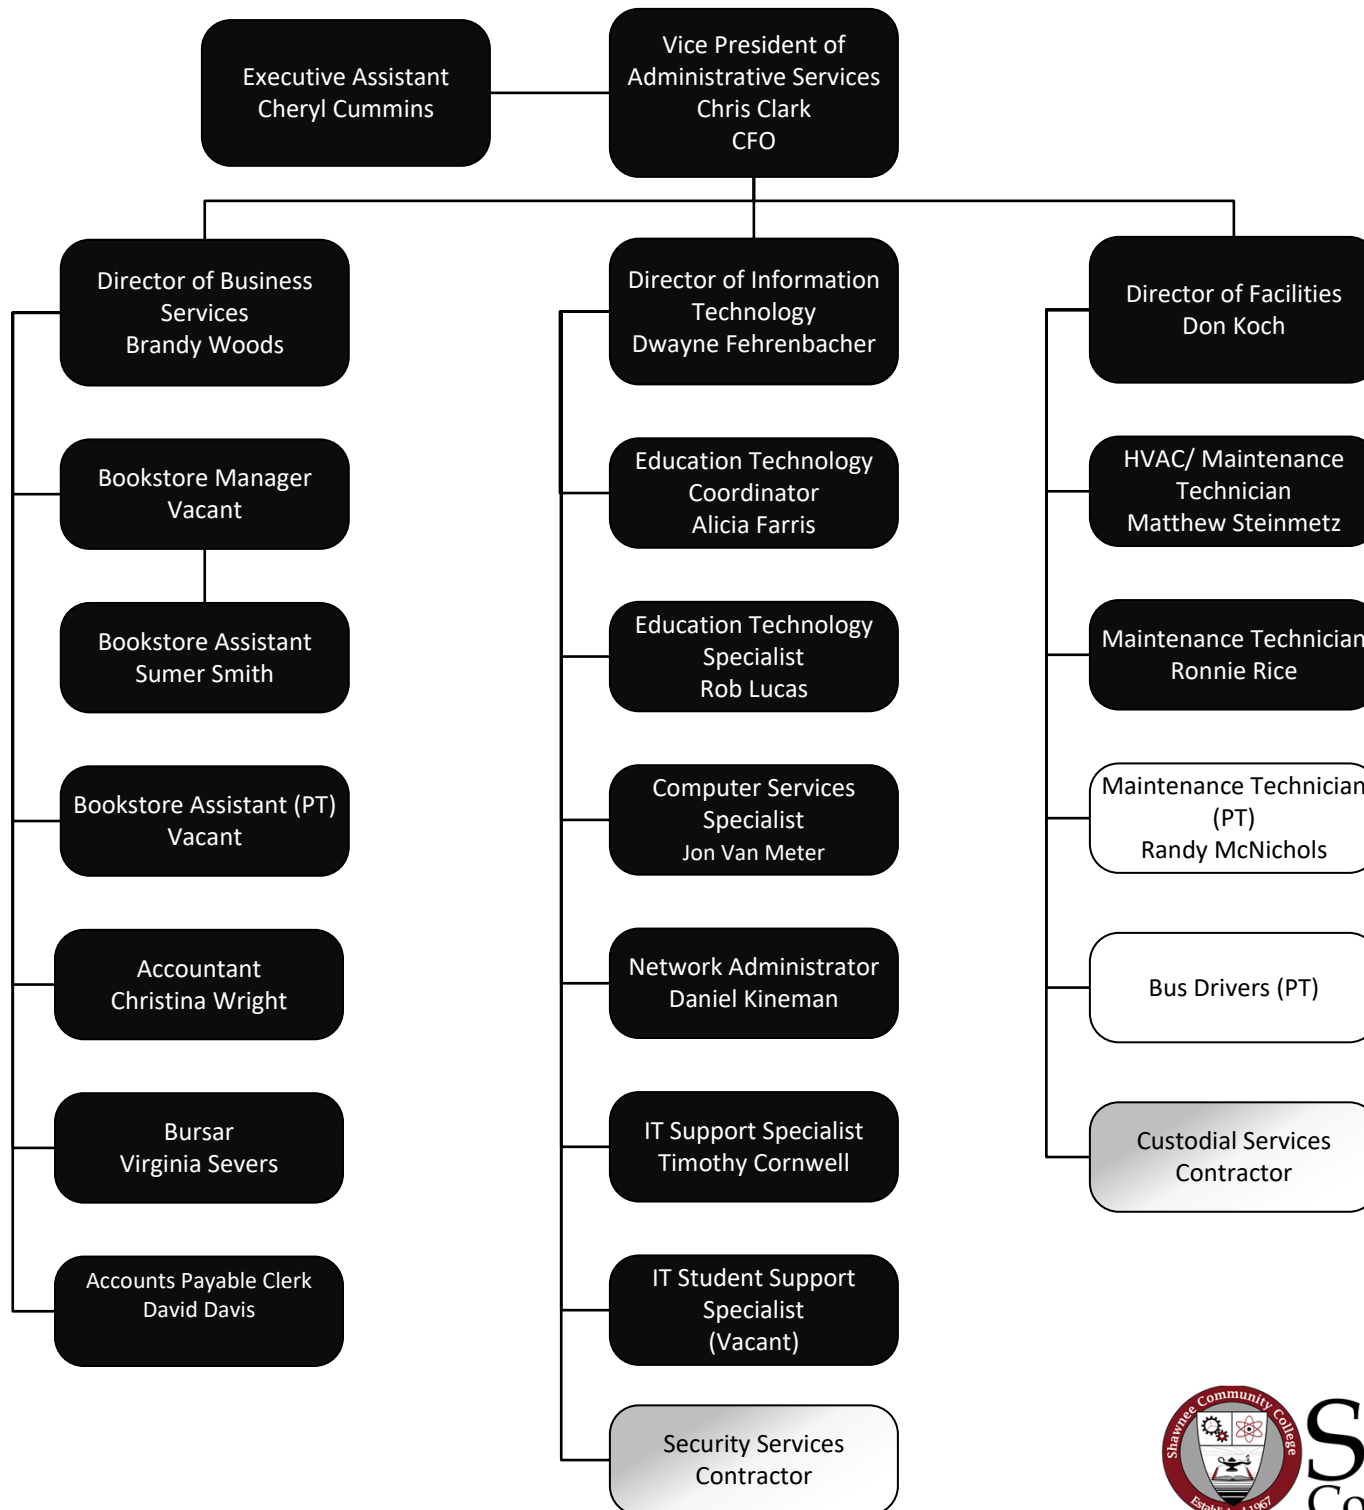 Executive Assistant
Cheryl Cummins
Vice President of
Administrative Services
Chris Clark
CFO
Director of Business
Services
Brandy Woods
Bookstore Manager
Vacant
Bookstore Assistant
Sumer Smith
Bookstore Assistant (PT)
Vacant
Accountant
Christina Wright
Bursar
Virginia Severs
Accounts Payable Clerk
David Davis
Director of Information
Technology
Dwayne Fehrenbacher
Education Technology
Coordinator
Alicia Farris
Education Technology
Specialist
Rob Lucas
Computer Services
Specialist
Jon Van Meter
Network Administrator
Daniel Kineman
IT Support Specialist
Timothy Cornwell
IT Student Support
Specialist
(Vacant)
Security Services
Contractor
Director of Facilities
Don Koch
HVAC/ Maintenance
Technician
Matthew Steinmetz
Maintenance Technician
Ronnie Rice
Maintenance Technician
(PT)
Randy McNichols
Bus Drivers (PT)
Custodial Services
Contractor
Shawnee Community College
Established 1967
S
Co